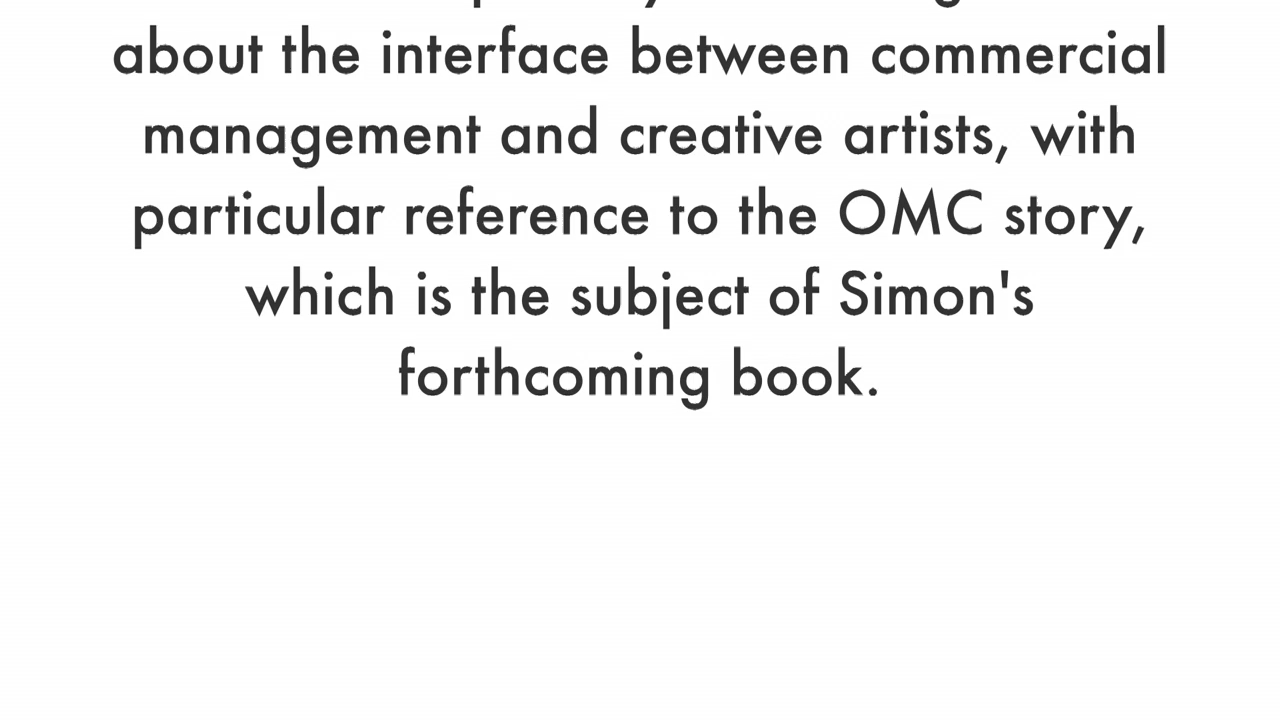 about the interface between commercial
management and creative artists, with
particular reference to the OMC story,
which is the subject of Simon's
forthcoming book.